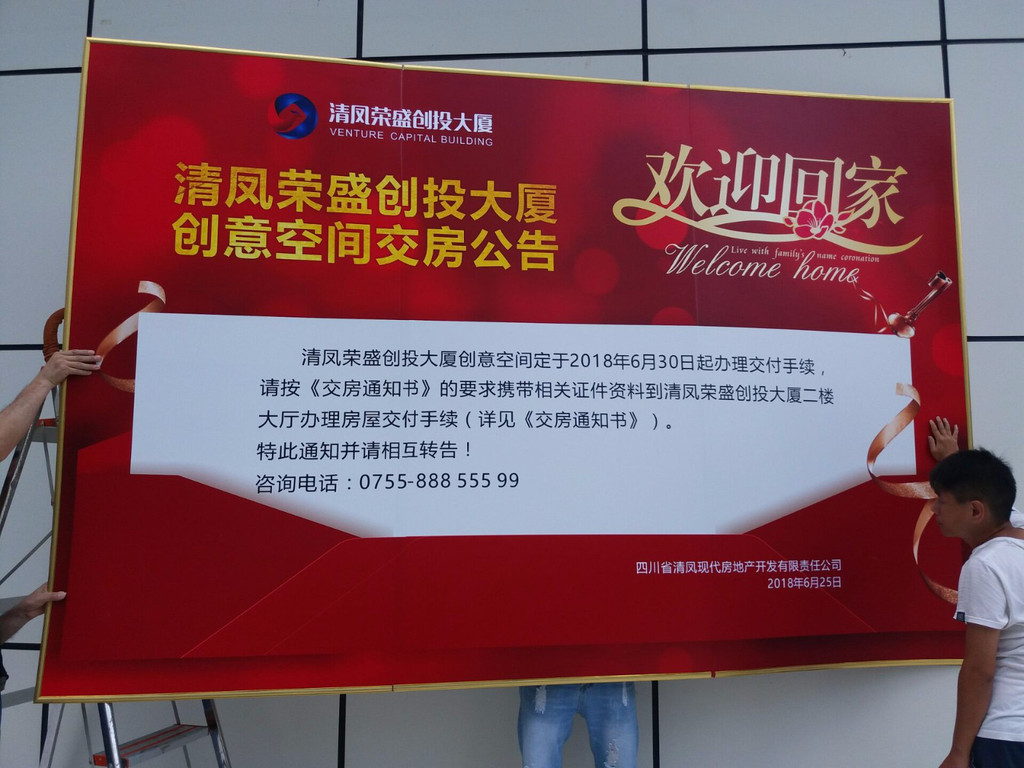 清凤荣盛创投大厦
VENTURE CAPITAL BUILDING
清凤荣盛创投大厦
创意空间交房公告
欢迎回家
Live with family's name coronation
Welcome home
清凤荣盛创投大厦创意空间定于2018年6月30日起办理交付手续，
请按《交房通知书》的要求携带相关证件资料到清凤荣盛创投大厦二楼
大厅办理房屋交付手续（详见《交房通知书》）。
特此通知并请相互转告！
咨询电话：0755-888 555 99
四川省清凤现代房地产开发有限责任公司
2018年6月25日